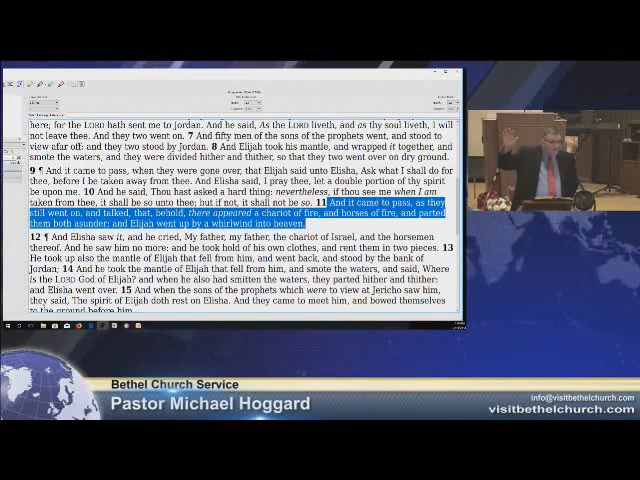 here; for the LORD hath sent me to Jordan. And he said, As the LORD liveth, and as thy soul liveth, I will
not leave thee. And they two went on. 7 And fifty men of the sons of the prophets went, and stood to
view afar off: and they two stood by Jordan. 8 And Elijah took his mantle, and wrapped it together, and
smote the waters, and they were divided hither and thither, so that they two went over on dry ground.
9 ¶ And it came to pass, when they were gone over, that Elijah said unto Elisha, Ask what I shall do for
thee, before I be taken away from thee. And Elisha said, I pray thee, let a double portion of thy spirit
be upon me. 10 And he said, Thou hast asked a hard thing: nevertheless, if thou see me when I am
taken from thee, it shall be so unto thee; but if not, it shall not be so. 11 And it came to pass, as they
still went on, and talked, that, behold, there appeared a chariot of fire, and horses of fire, and parted
them both asunder; and Elijah went up by a whirlwind into heaven.
12 ¶ And Elisha saw it, and he cried, My father, my father, the chariot of Israel, and the horsemen
thereof. And he saw him no more: and he took hold of his own clothes, and rent them in two pieces. 13
He took up also the mantle of Elijah that fell from him, and went back, and stood by the bank of
Jordan; 14 And he took the mantle of Elijah that fell from him, and smote the waters, and said, Where
is the LORD God of Elijah? and when he also had smitten the waters, they parted hither and thither:
and Elisha went over. 15 And when the sons of the prophets which were to view at Jericho saw him,
they said, The spirit of Elijah doth rest on Elisha. And they came to meet him, and bowed themselves
to the ground before him.
Bethel Church Service
Pastor Michael Hoggard
info@visitbethelchurch.com
visitbethelchurch.com